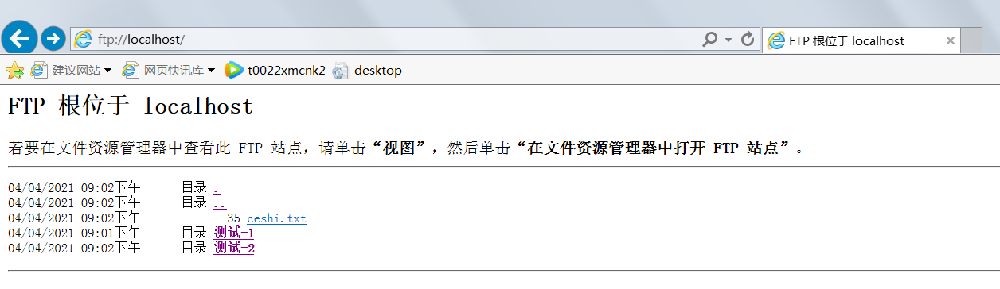 ftp://localhost/
FTP 根位于 localhost
建议网站 网页快讯库 t0022xmcnk2 desktop
FTP 根位于 localhost
若要在文件资源管理器中查看此 FTP 站点，请单击“视图”，然后单击“在文件资源管理器中打开 FTP 站点”。
04/04/2021 09:02下午 目录 .
04/04/2021 09:02下午 目录 ..
04/04/2021 09:02下午 35 ceshi.txt
04/04/2021 09:01下午 目录 测试-1
04/04/2021 09:02下午 目录 测试-2